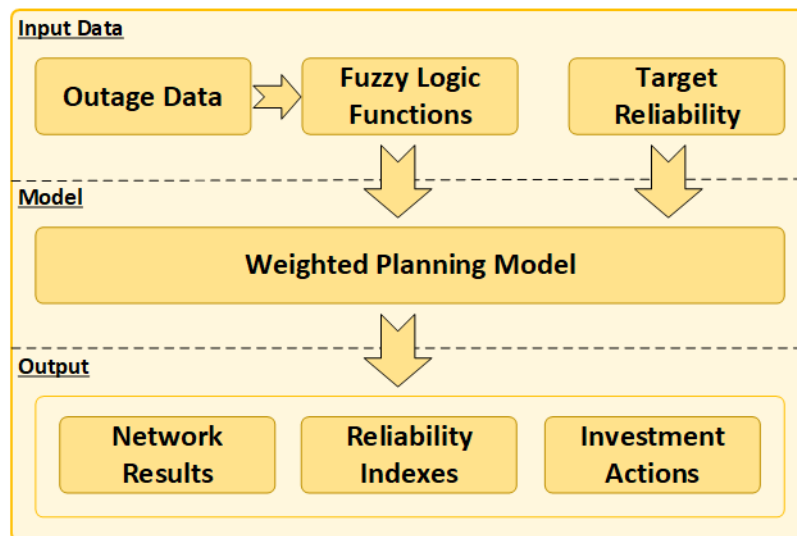 Input Data
Outage Data
Fuzzy Logic
Functions
Target
Reliability
Model
Weighted Planning Model
Output
Network
Results
Reliability
Indexes
Investment
Actions